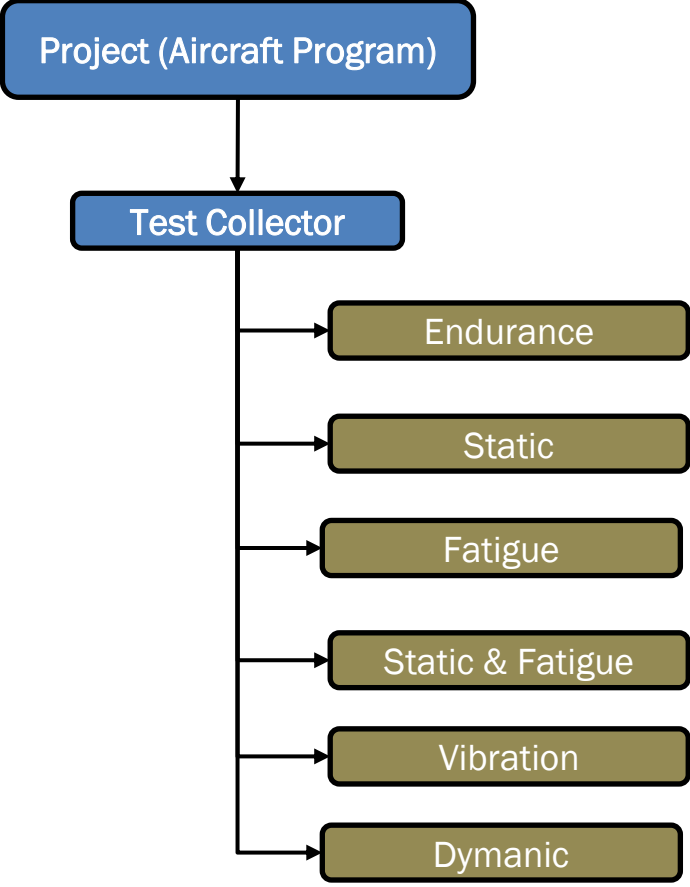 Project (Aircraft Program)
Test Collector
Endurance
Static
Fatigue
Static & Fatigue
Vibration
Dymanic